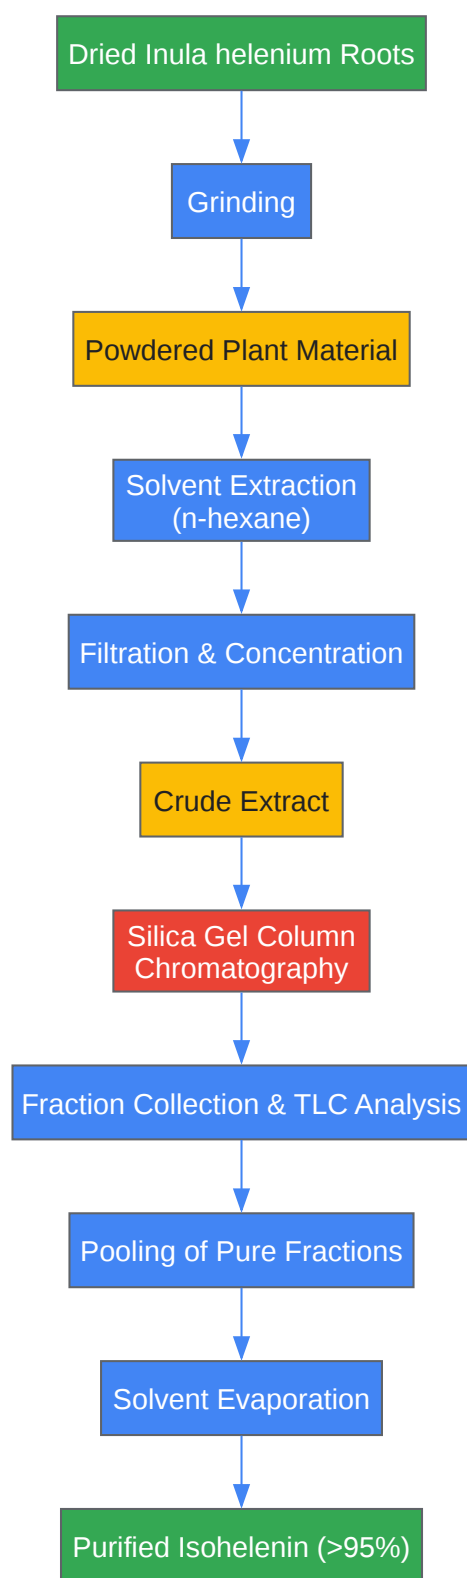 Dried Inula helenium Roots
Grinding
Powdered Plant Material
Solvent Extraction
(n-hexane)
Filtration & Concentration
Crude Extract
Silica Gel Column
Chromatography
Fraction Collection & TLC Analysis
Pooling of Pure Fractions
Solvent Evaporation
Purified Isohelenin (>95%)